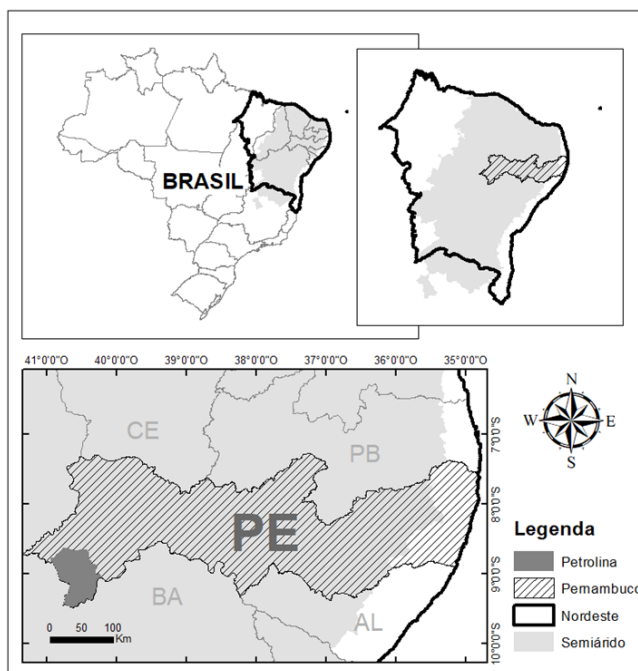 BRASIL
41°0'0"O 40°0'0"O 39°0'0"O 38°0'0"O 37°0'0"O 36°0'0"O 35°0'0"O
CE
PB
PE
BA
AL
0 50 100
Km
7°0'0"S
8°0'0"S
9°0'0"S
10°0'0"S
N
W E
S
Legenda
Petrolina
Pernambuco
Nordeste
Semiárido